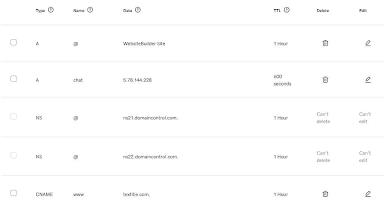 Type Name Data TTL Delete Edit
A @ WebsiteBuilder Site 1 Hour
A chat 5.78.144.228 600 seconds
NS @ ns21.domaincontrol.com. 1 Hour Can't delete Can't edit
NS @ ns22.domaincontrol.com. 1 Hour Can't delete Can't edit
CNAME www textite.com. 1 Hour